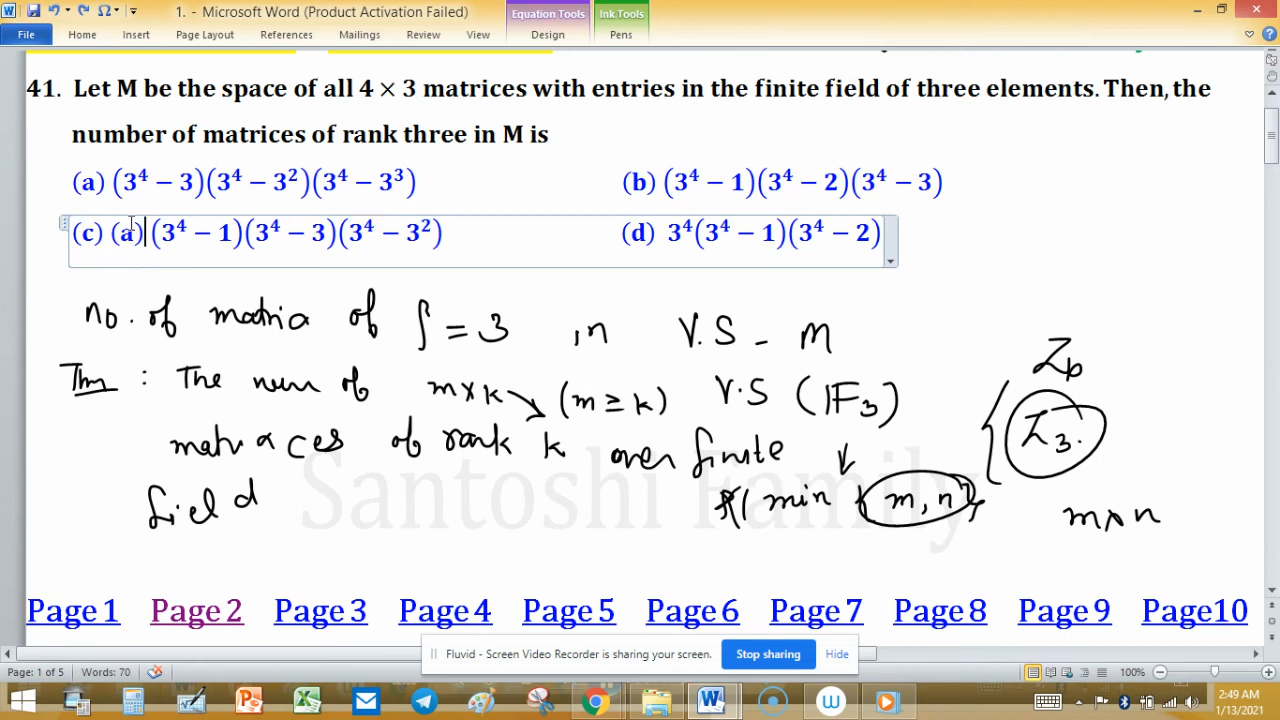 1. - Microsoft Word (Product Activation Failed)
Equation Tools
Ink Tools
File Home Insert Page Layout References Mailings Review View Design Pens
41. Let M be the space of all 4 × 3 matrices with entries in the finite field of three elements. Then, the
number of matrices of rank three in M is
(a) (3⁴ − 3)(3⁴ − 3²)(3⁴ − 3³) (b) (3⁴ − 1)(3⁴ − 2)(3⁴ − 3)
(c) (a) (3⁴ − 1)(3⁴ − 3)(3⁴ − 3²) (d) 3⁴(3⁴ − 1)(3⁴ − 2)
no. of matrix of ρ = 3 in V.S - M
Thm : The num of m×k (m ≥ k) V.S (IF₃)
matrices of rank k over finite
field
min m, n
m×n
Zₚ
Z₃.
Santoshi Family
Page 1 Page 2 Page 3 Page 4 Page 5 Page 6 Page 7 Page 8 Page 9 Page10
Fluvid - Screen Video Recorder is sharing your screen. Stop sharing Hide
Page: 1 of 5 Words: 70 100%
2:49 AM
1/13/2021